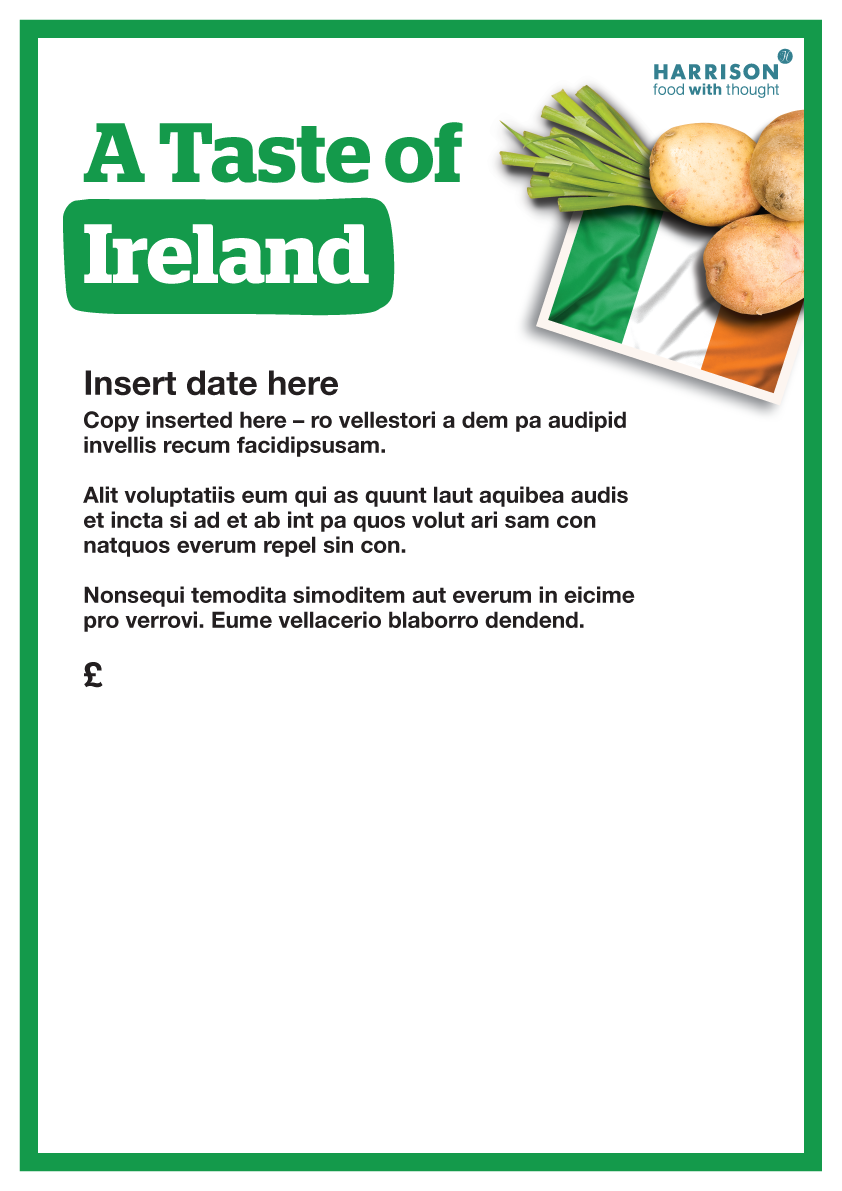 HARRISON
food with thought
A Taste of
Ireland
Insert date here
Copy inserted here – ro vellestori a dem pa audipid
invellis recum facidipsusam.
Alit voluptatiis eum qui as quunt laut aquibea audis
et incta si ad et ab int pa quos volut ari sam con
natquos everum repel sin con.
Nonsequi temodita simoditem aut everum in eicime
pro verrovi. Eume vellacerio blaborro dendend.
£